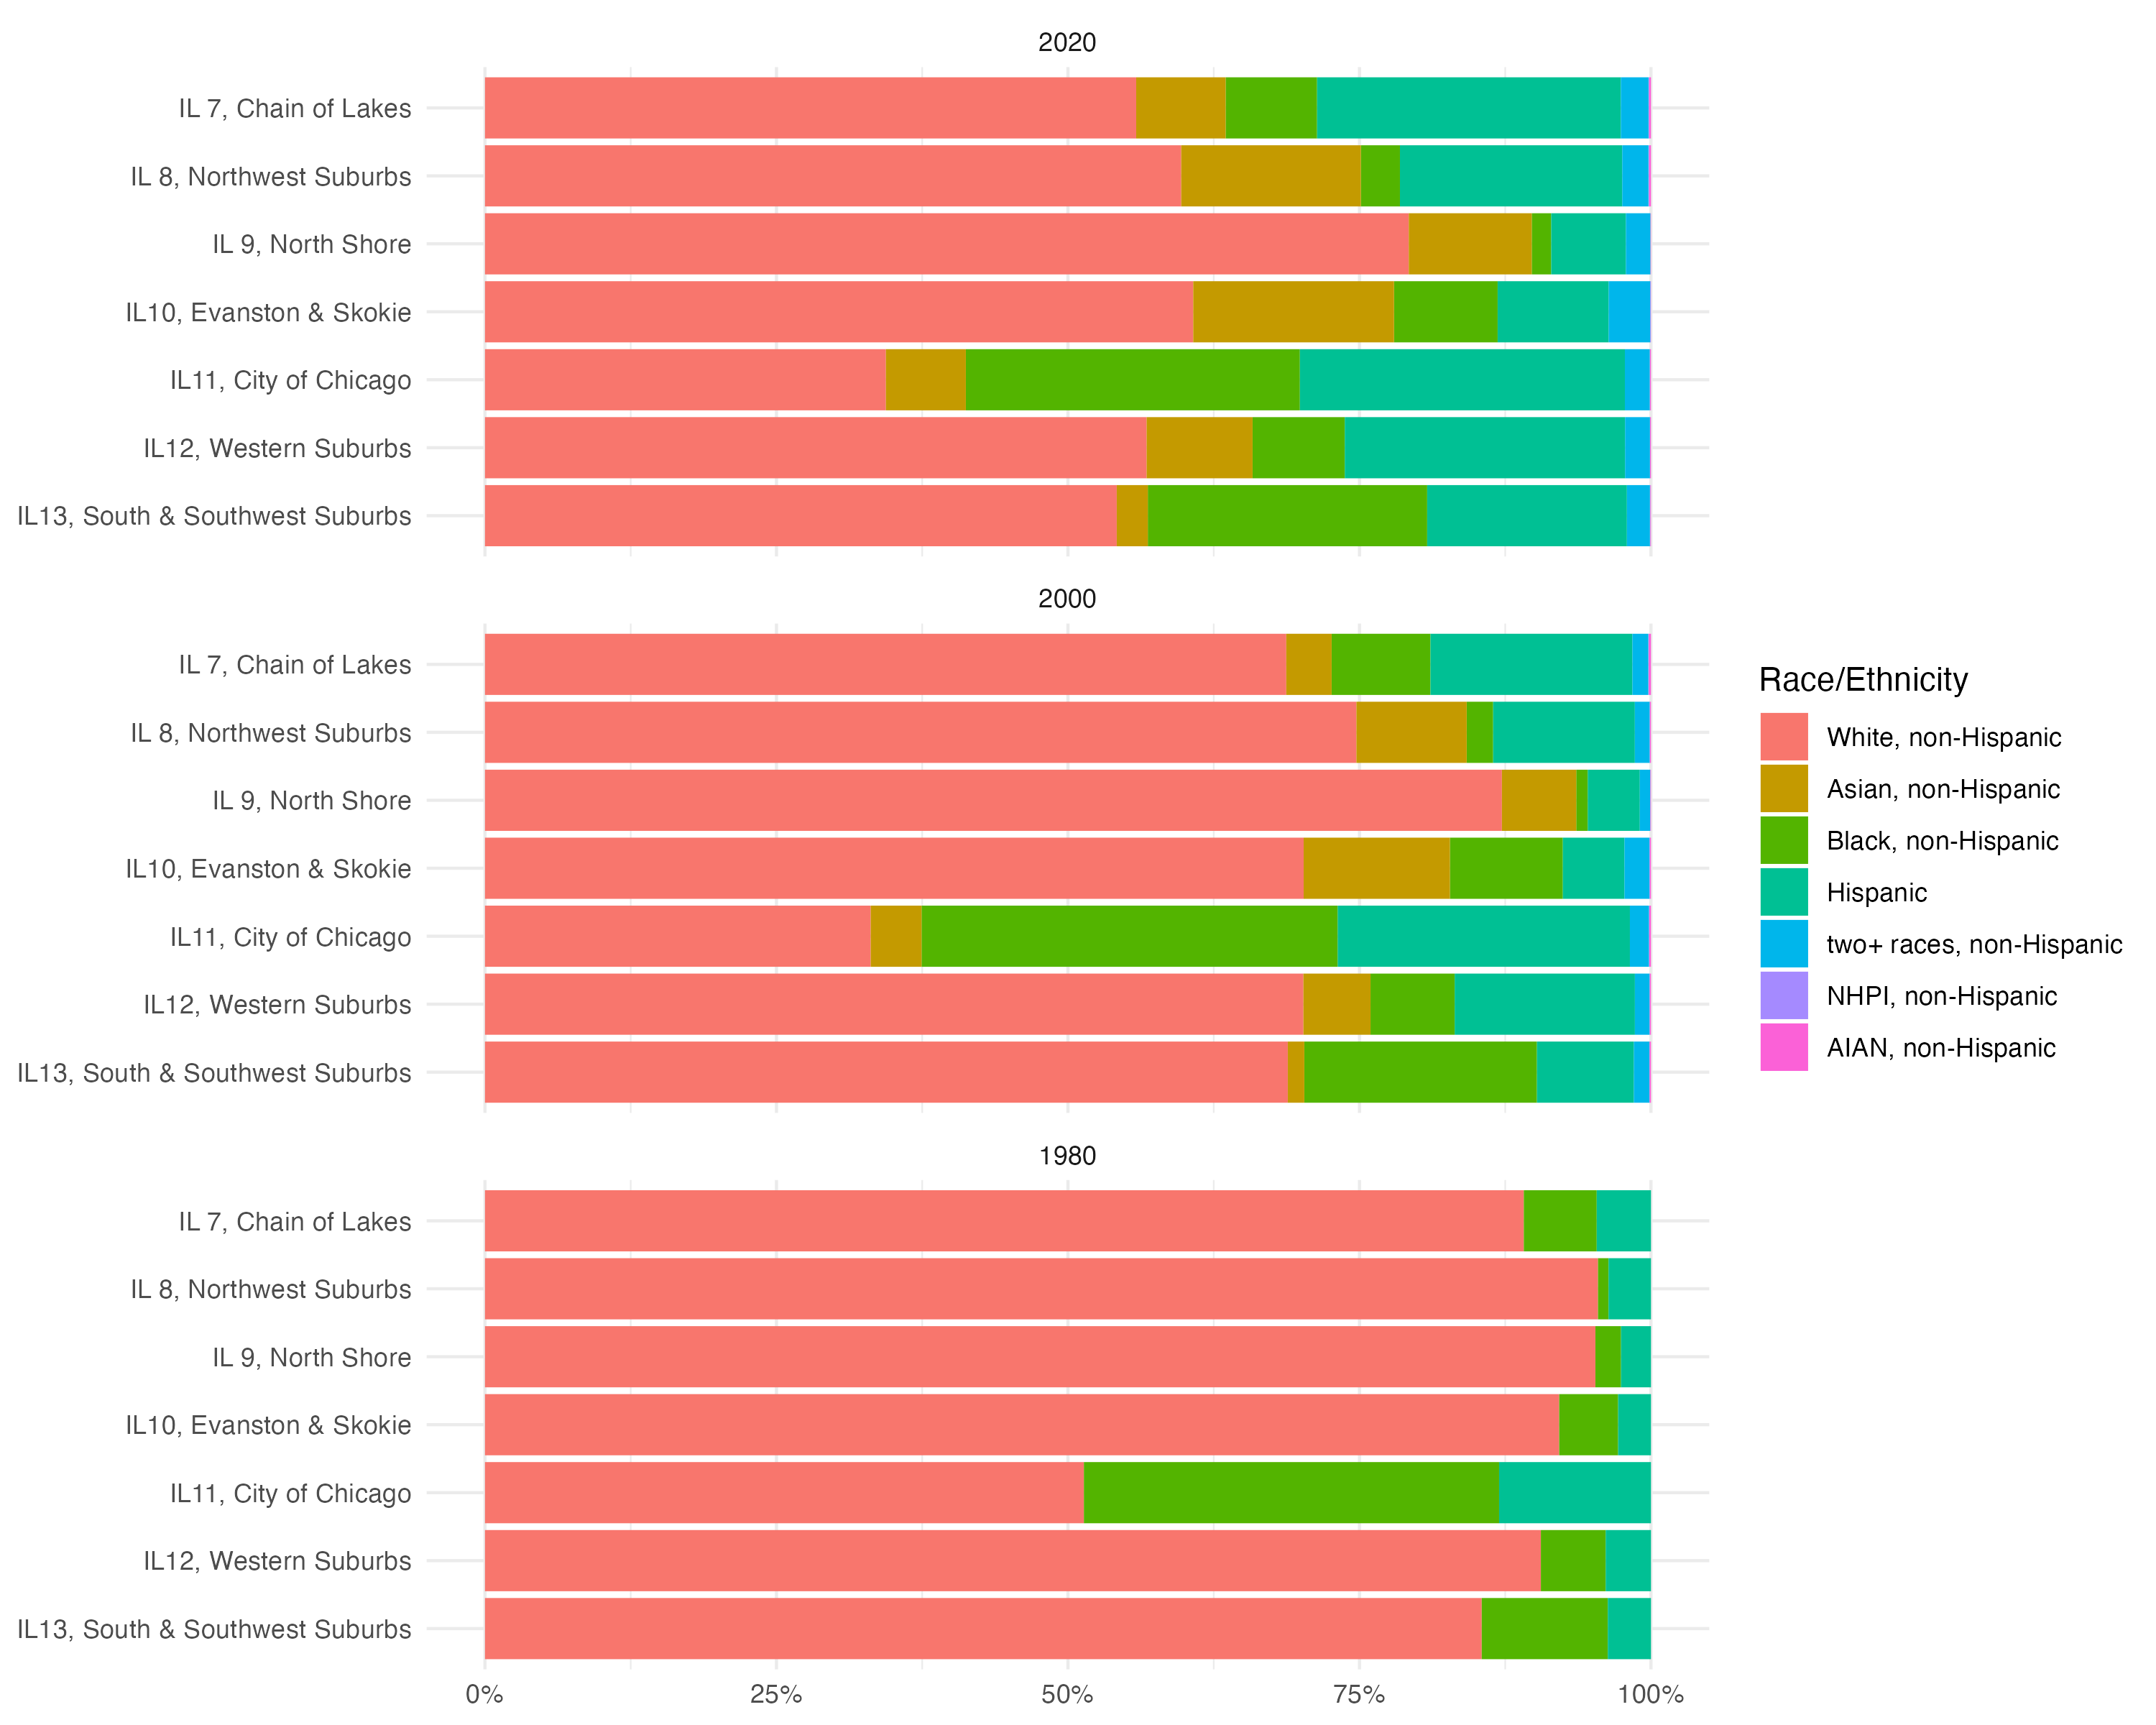 2020
IL 7, Chain of Lakes
IL 8, Northwest Suburbs
IL 9, North Shore
IL10, Evanston & Skokie
IL11, City of Chicago
IL12, Western Suburbs
IL13, South & Southwest Suburbs
2000
IL 7, Chain of Lakes
IL 8, Northwest Suburbs
IL 9, North Shore
IL10, Evanston & Skokie
IL11, City of Chicago
IL12, Western Suburbs
IL13, South & Southwest Suburbs
1980
IL 7, Chain of Lakes
IL 8, Northwest Suburbs
IL 9, North Shore
IL10, Evanston & Skokie
IL11, City of Chicago
IL12, Western Suburbs
IL13, South & Southwest Suburbs
0% 25% 50% 75% 100%
Race/Ethnicity
White, non-Hispanic
Asian, non-Hispanic
Black, non-Hispanic
Hispanic
two+ races, non-Hispanic
NHPI, non-Hispanic
AIAN, non-Hispanic